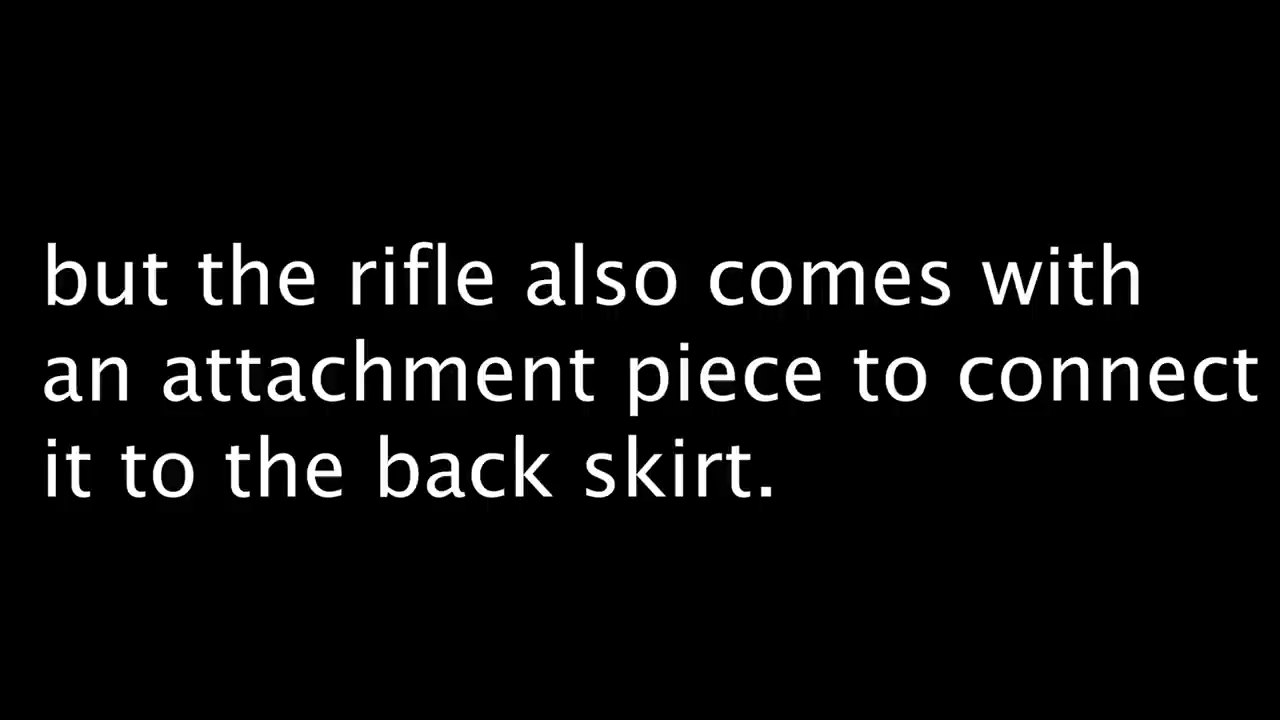 but the rifle also comes with
an attachment piece to connect
it to the back skirt.